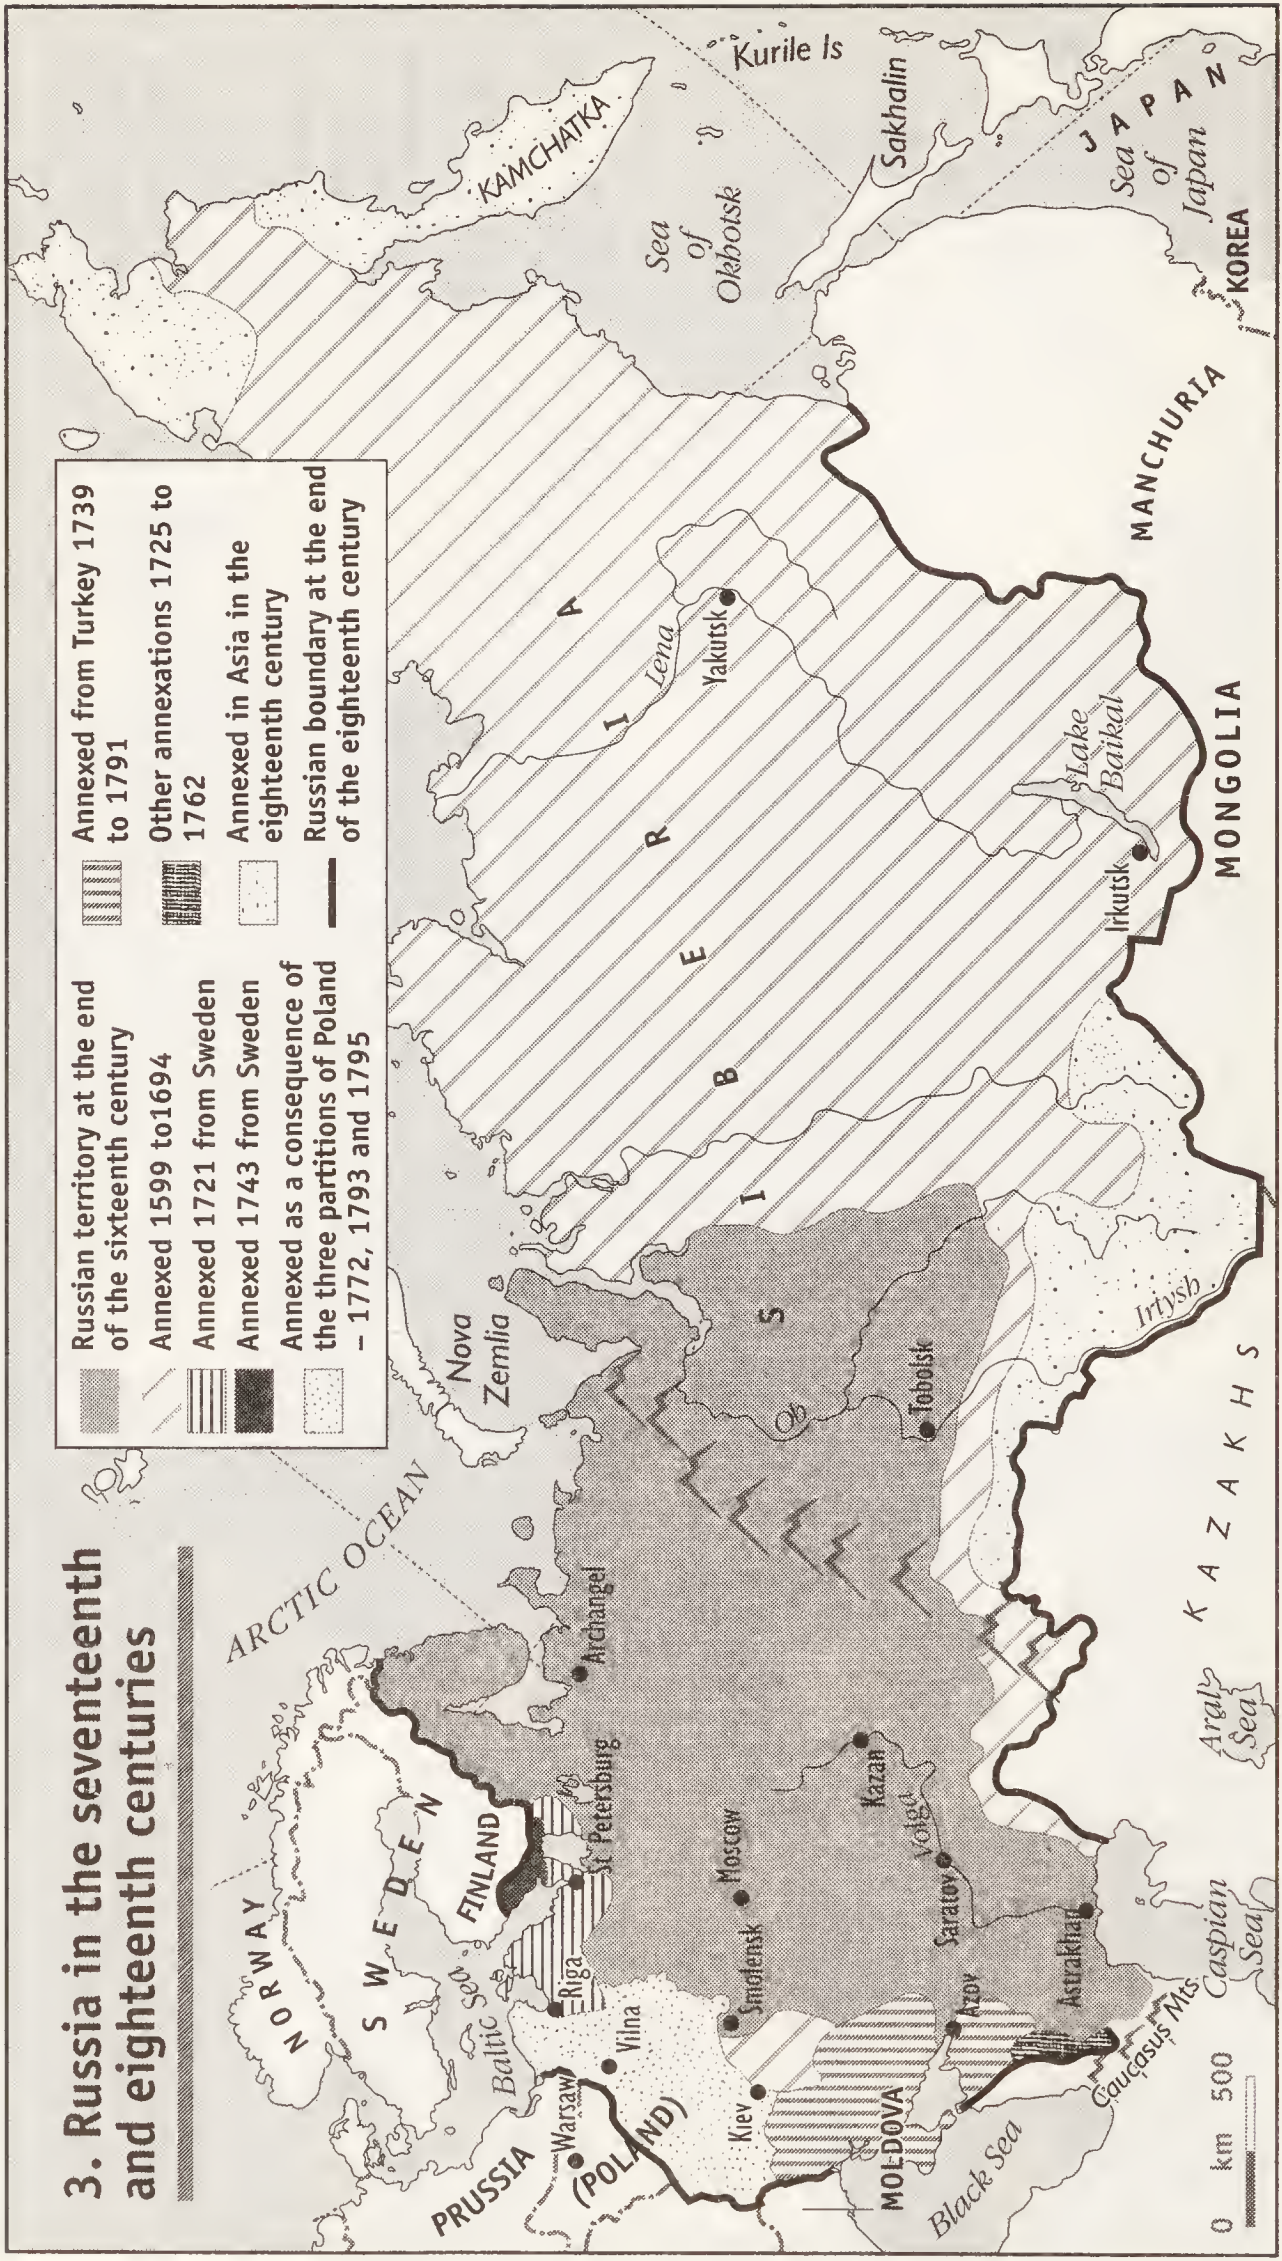 3. Russia in the seventeenth
and eighteenth centuries
Russian territory at the end
of the sixteenth century
Annexed 1599 to1694
Annexed 1721 from Sweden
Annexed 1743 from Sweden
Annexed as a consequence of
the three partitions of Poland
– 1772, 1793 and 1795
Annexed from Turkey 1739
to 1791
Other annexations 1725 to
1762
Annexed in Asia in the
eighteenth century
Russian boundary at the end
of the eighteenth century
ARCTIC OCEAN
Nova
Zemlia
NORWAY
SWEDEN
FINLAND
Baltic Sea
PRUSSIA
Warsaw
(POLAND)
Vilna
Riga
St Petersburg
Archangel
Moscow
Smolensk
Kiev
MOLDOVA
Black Sea
Azov
Caucasus Mts
Astrakhan
Caspian
Sea
Saratov
Volga
Kazan
Aral
Sea
KAZAKHS
Tobolsk
Ob
Irtysh
SIBERIA
Lena
Yakutsk
Lake
Baikal
Irkutsk
MONGOLIA
MANCHURIA
KAMCHATKA
Kurile Is
Sakhalin
Sea
of
Okhotsk
JAPAN
Sea
of
Japan
KOREA
0 km 500